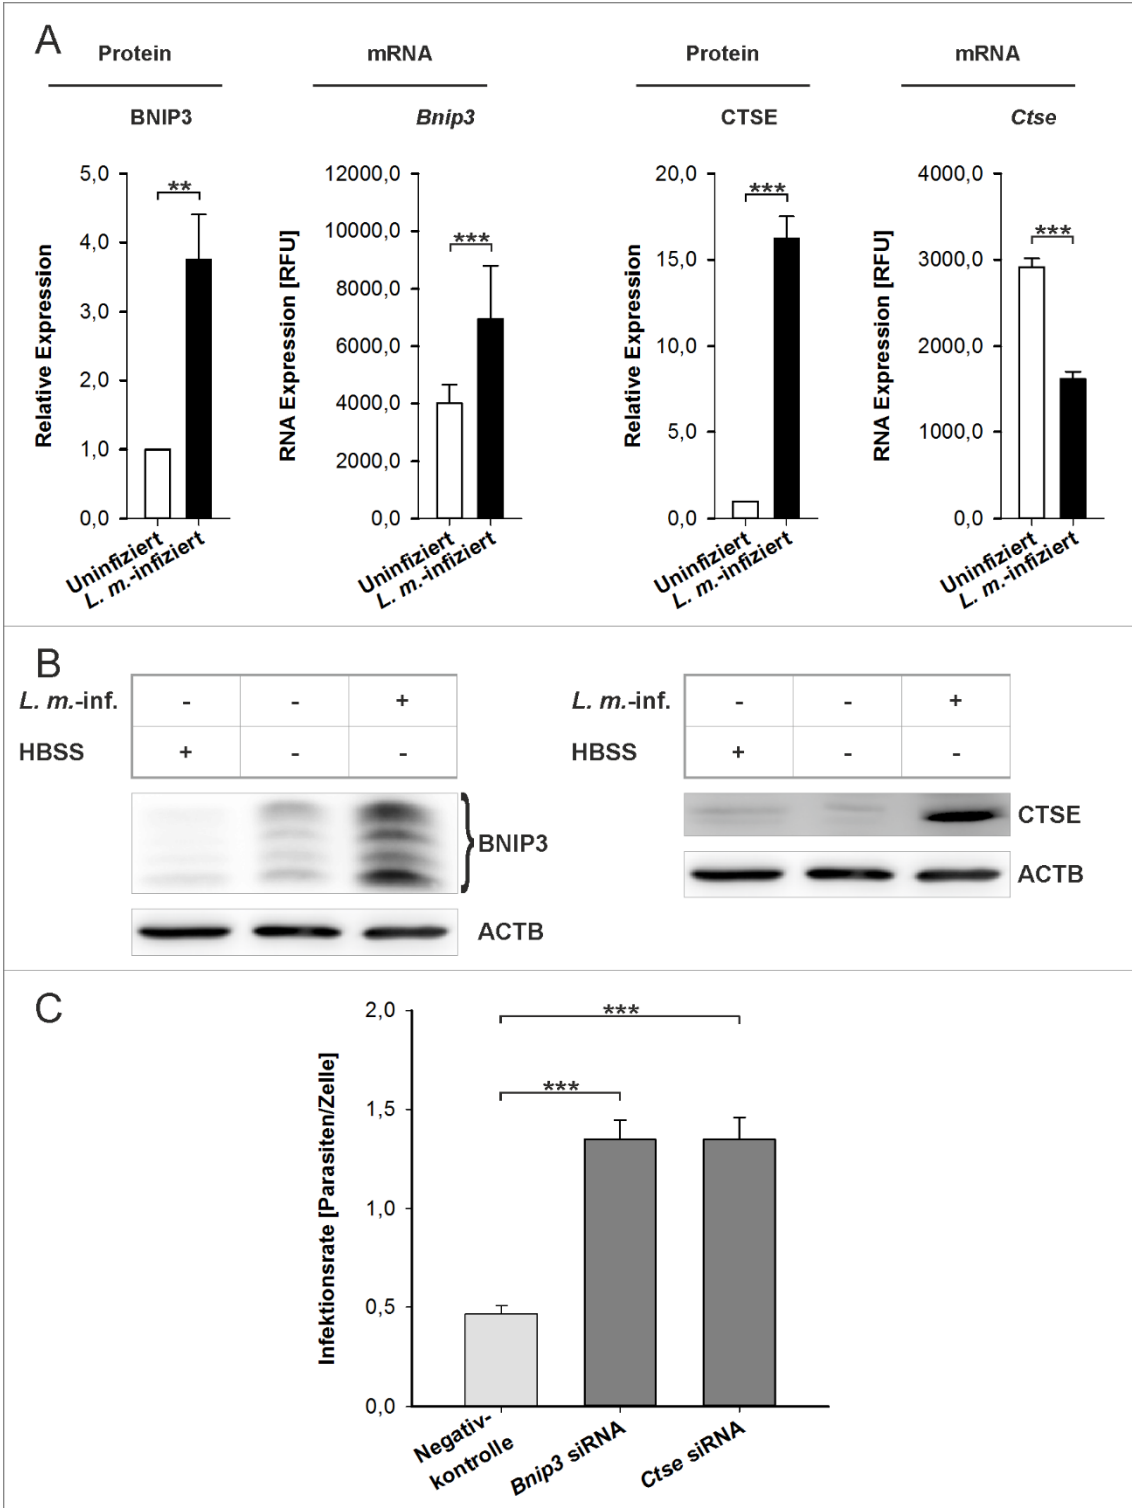 A
Protein
mRNA
Protein
mRNA
BNIP3
Bnip3
CTSE
Ctse
Relative Expression
5,0
4,0
3,0
2,0
1,0
0,0
**
Uninfiziert
L. m.-infiziert
RNA Expression [RFU]
12000,0
10000,0
8000,0
6000,0
4000,0
2000,0
0,0
***
Uninfiziert
L. m.-infiziert
Relative Expression
20,0
15,0
10,0
5,0
0,0
***
Uninfiziert
L. m.-infiziert
RNA Expression [RFU]
4000,0
3000,0
2000,0
1000,0
0,0
***
Uninfiziert
L. m.-infiziert
B
L. m.-inf. - - +
HBSS + - -
BNIP3
ACTB
L. m.-inf. - - +
HBSS + - -
CTSE
ACTB
C
Infektionsrate [Parasiten/Zelle]
2,0
1,5
1,0
0,5
0,0
***
***
Negativ-
kontrolle
Bnip3 siRNA
Ctse siRNA